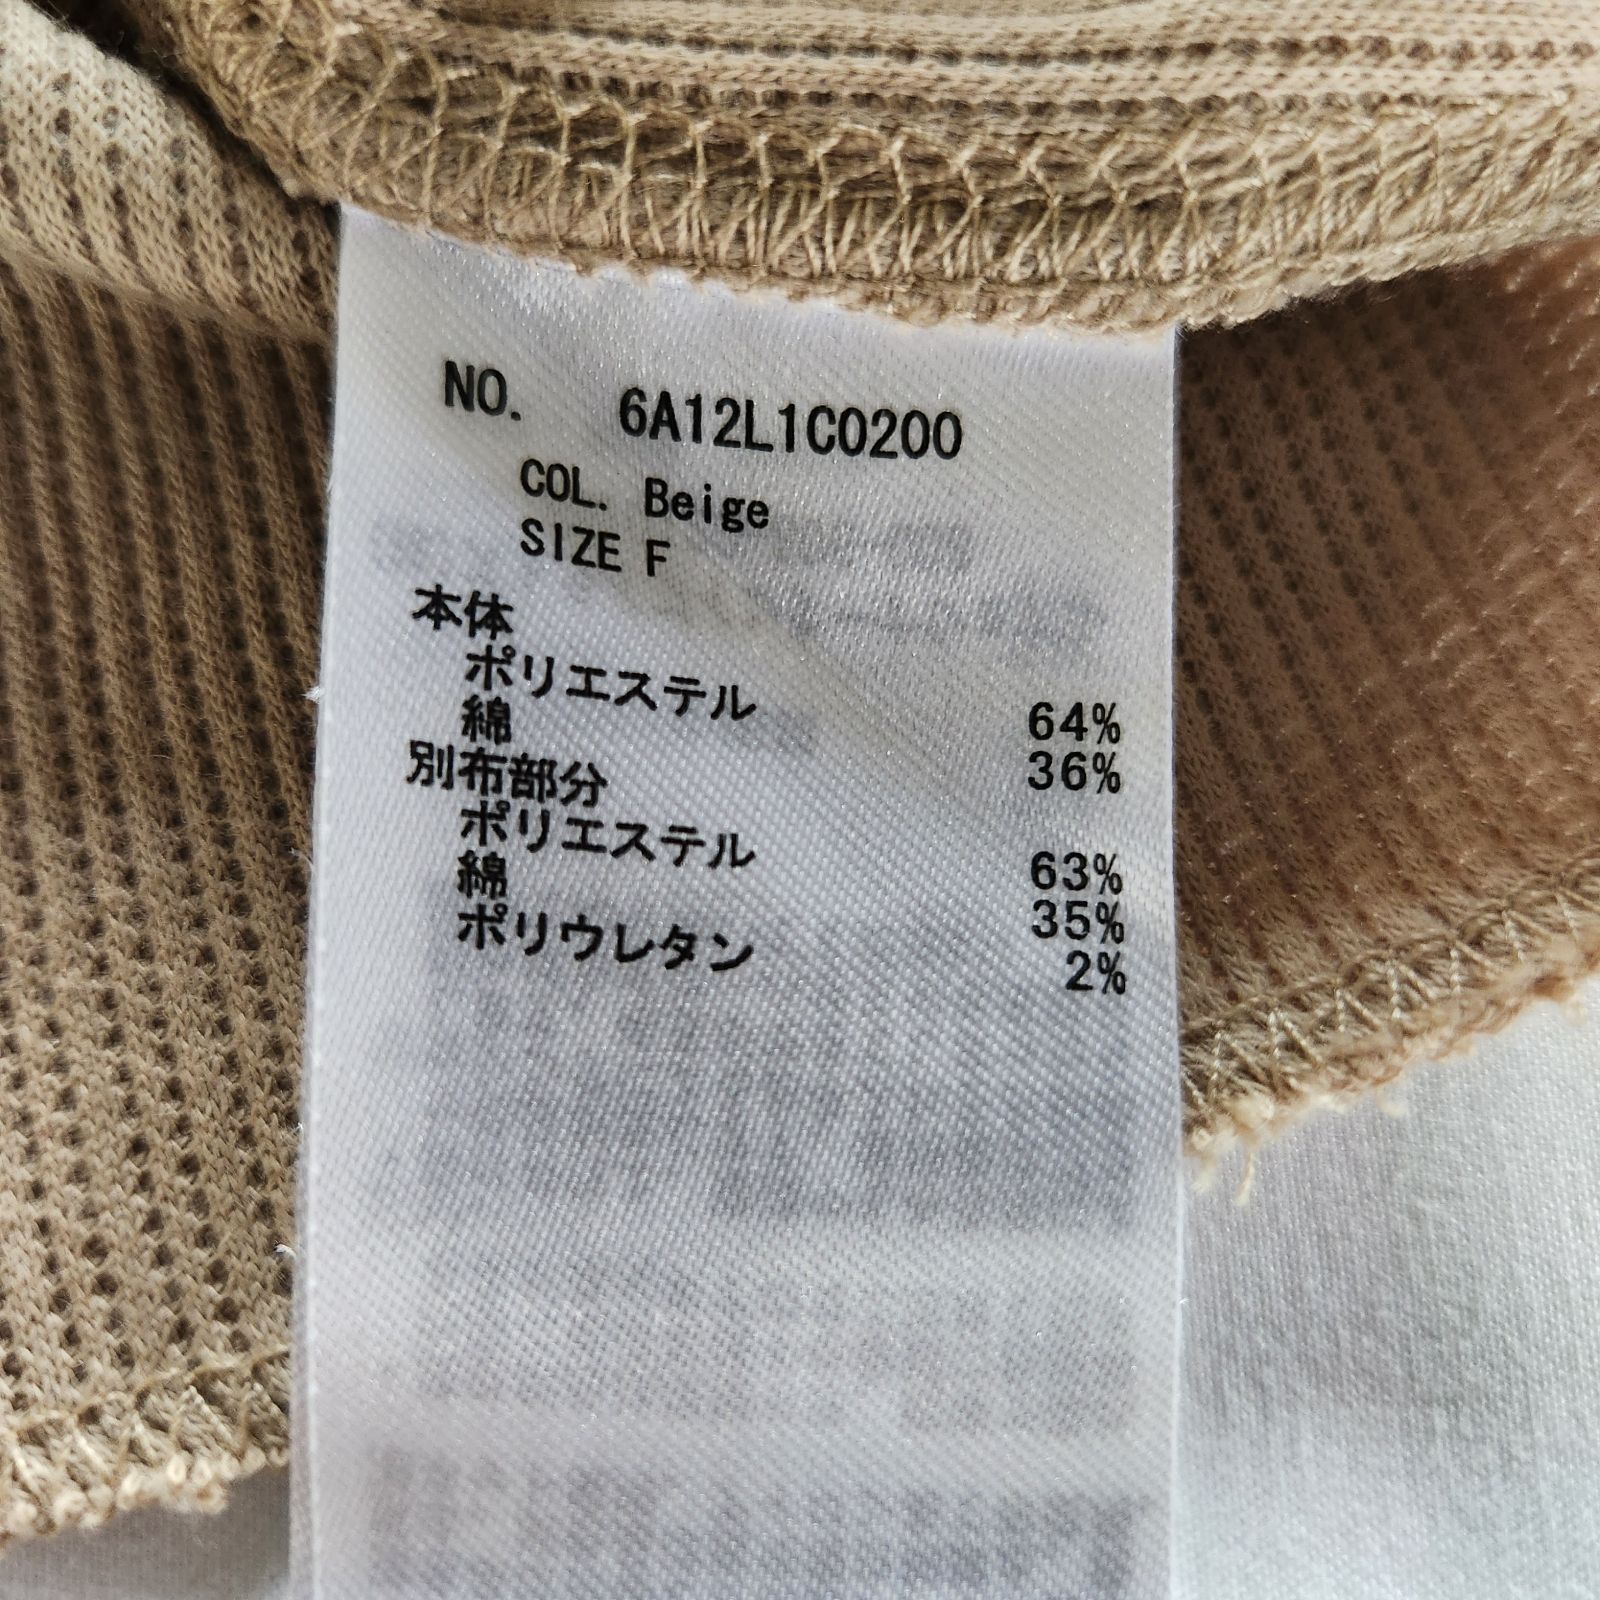 NO. 6A12L1C0200
COL. Beige
SIZE F
本体
ポリエステル 64%
綿 36%
別布部分
ポリエステル 63%
綿 35%
ポリウレタン 2%